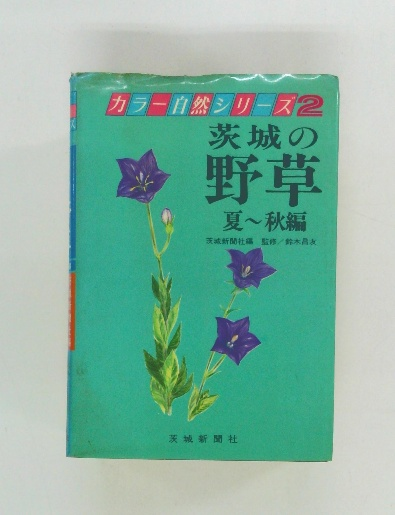 カラー自然シリーズ2
茨城の
野草
夏〜秋編
茨城新聞社編 監修／鈴木昌友
茨城新聞社
ズ